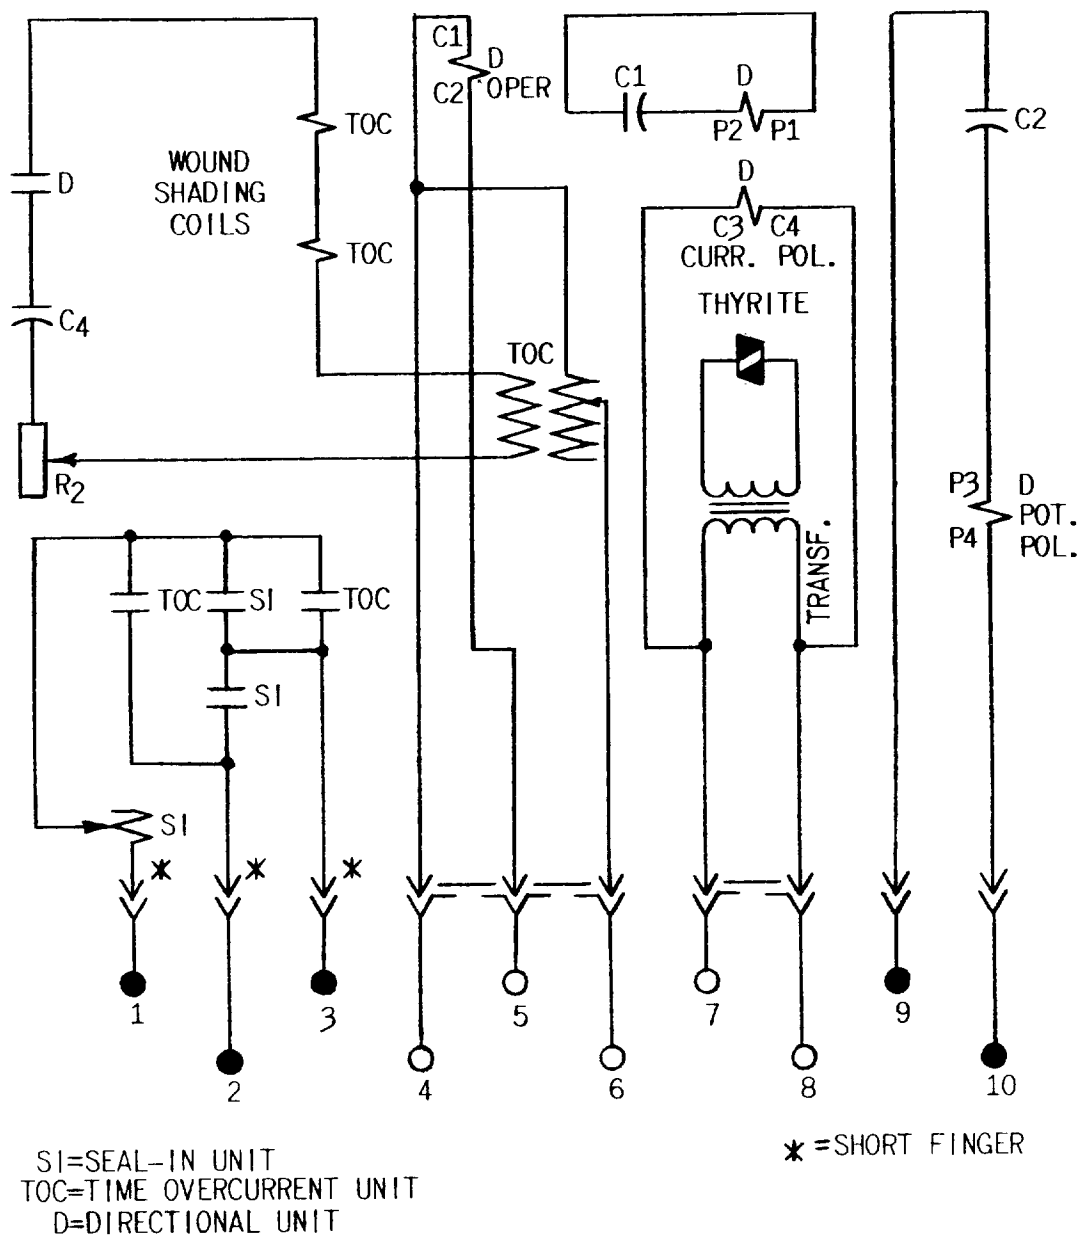 C1
D
C2
OPER
C1
D
P2
P1
C2
TOC
WOUND
SHADING
COILS
D
TOC
D
C3
C4
CURR. POL.
THYRITE
C4
TOC
R2
P3
D
P4
POT.
POL.
TRANSF.
TOC
SI
TOC
SI
SI
*
*
*
1
3
5
7
9
2
4
6
8
10
SI=SEAL-IN UNIT
TOC=TIME OVERCURRENT UNIT
D=DIRECTIONAL UNIT
* =SHORT FINGER